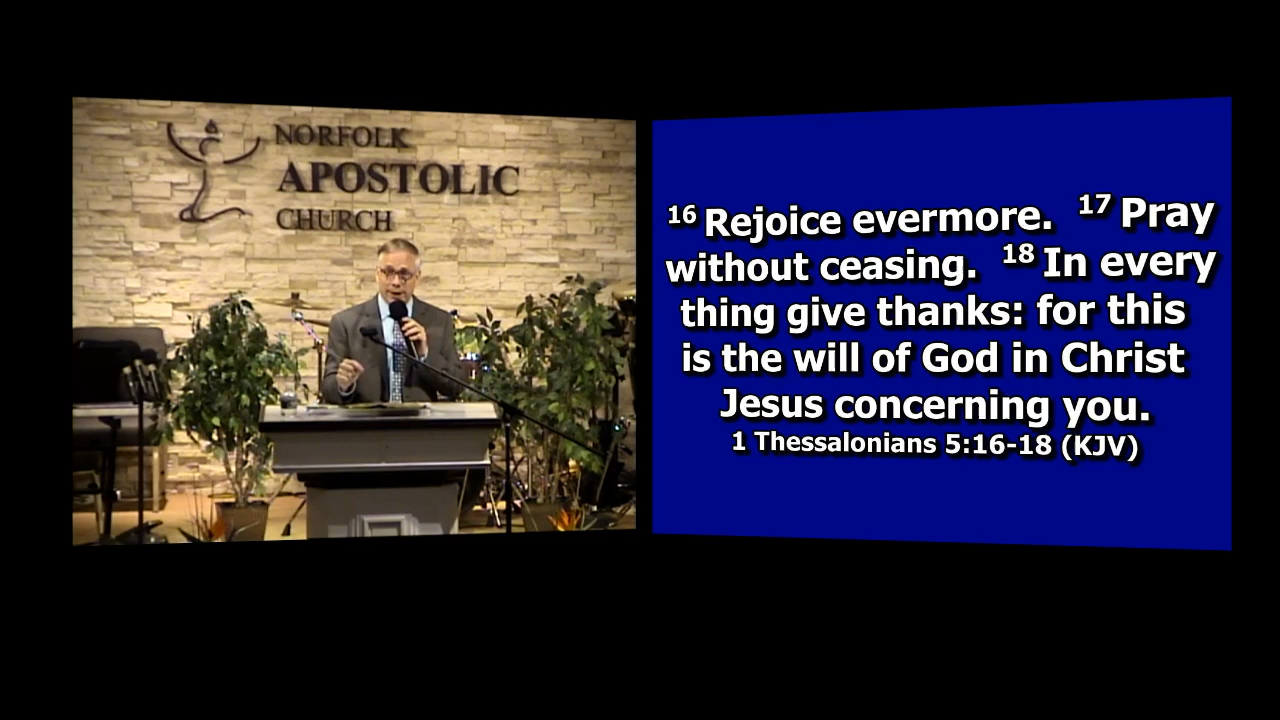 NORFOLK
APOSTOLIC
CHURCH
16 Rejoice evermore. 17 Pray
without ceasing. 18 In every
thing give thanks: for this
is the will of God in Christ
Jesus concerning you.
1 Thessalonians 5:16-18 (KJV)